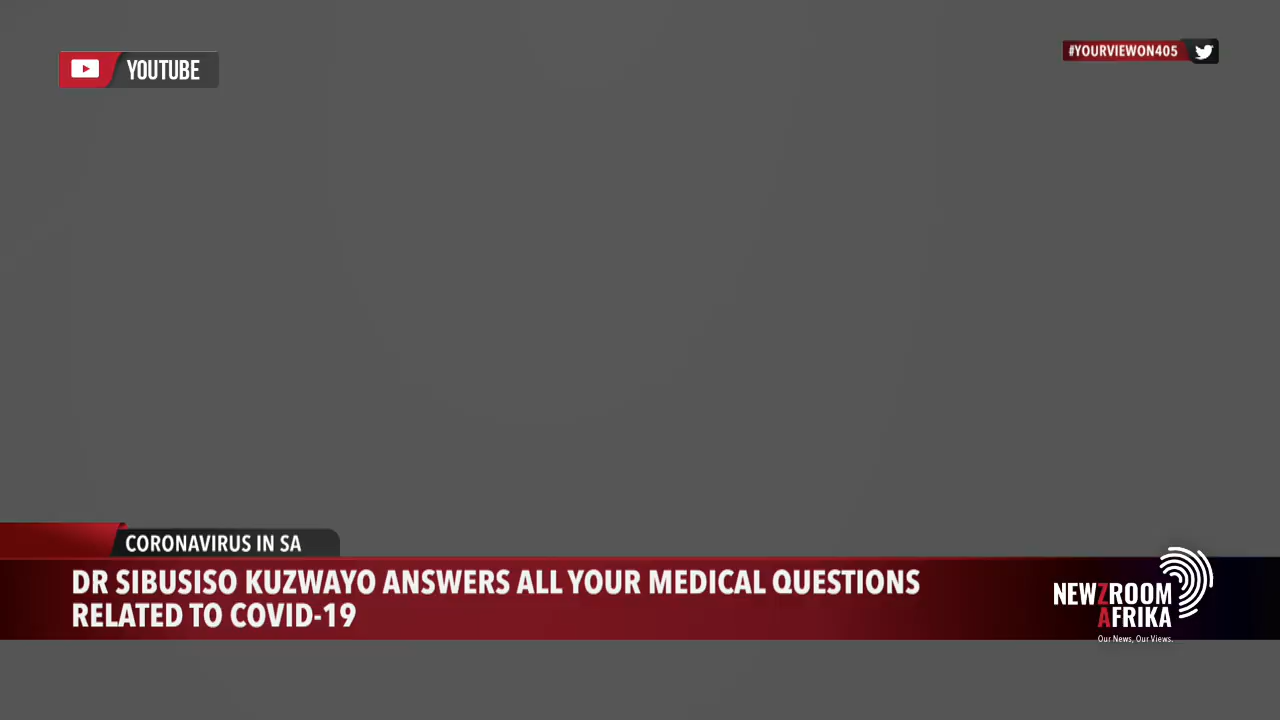 YOUTUBE
#YOURVIEWON405
CORONAVIRUS IN SA
DR SIBUSISO KUZWAYO ANSWERS ALL YOUR MEDICAL QUESTIONS
RELATED TO COVID-19
NEWZROOM
AFRIKA
Our News, Our Views.